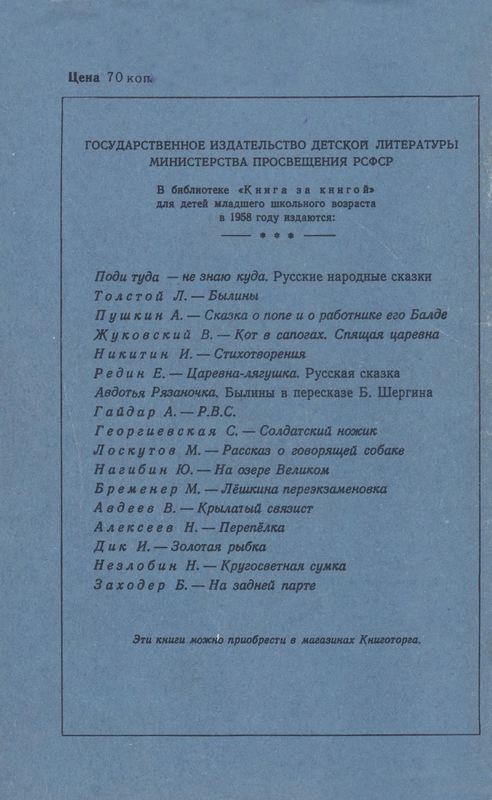 Цена 70 коп.
ГОСУДАРСТВЕННОЕ ИЗДАТЕЛЬСТВО ДЕТСКОЙ ЛИТЕРАТУРЫ
МИНИСТЕРСТВА ПРОСВЕЩЕНИЯ РСФСР
В библиотеке «Книга за книгой»
для детей младшего школьного возраста
в 1958 году издаются:
— * * * —
Поди туда — не знаю куда. Русские народные сказки
Толстой Л. — Былины
Пушкин А. — Сказка о попе и о работнике его Балде
Жуковский В. — Кот в сапогах. Спящая царевна
Никитин И. — Стихотворения
Редин Е. — Царевна-лягушка. Русская сказка
Авдотья Рязаночка. Былины в пересказе Б. Шергина
Гайдар А. — Р.В.С.
Георгиевская С. — Солдатский ножик
Лоскутов М. — Рассказ о говорящей собаке
Нагибин Ю. — На озере Великом
Бременер М. — Лёшкина переэкзаменовка
Авдеев В. — Крылатый связист
Алексеев Н. — Перепёлка
Дик И. — Золотая рыбка
Незлобин Н. — Кругосветная сумка
Заходер Б. — На задней парте
Эти книги можно приобрести в магазинах Книготорга.